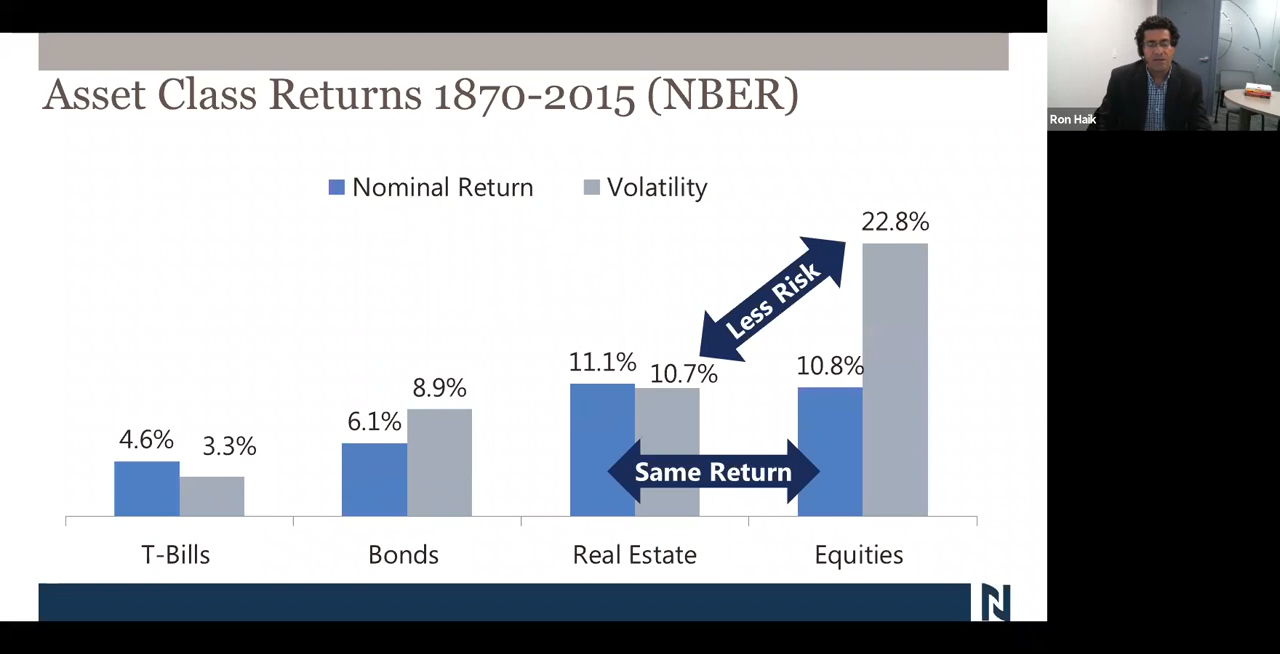 Asset Class Returns 1870-2015 (NBER)
Ron Haik
Nominal Return
Volatility
22.8%
Less Risk
11.1%
10.7%
10.8%
8.9%
6.1%
4.6%
3.3%
Same Return
T-Bills
Bonds
Real Estate
Equities
N